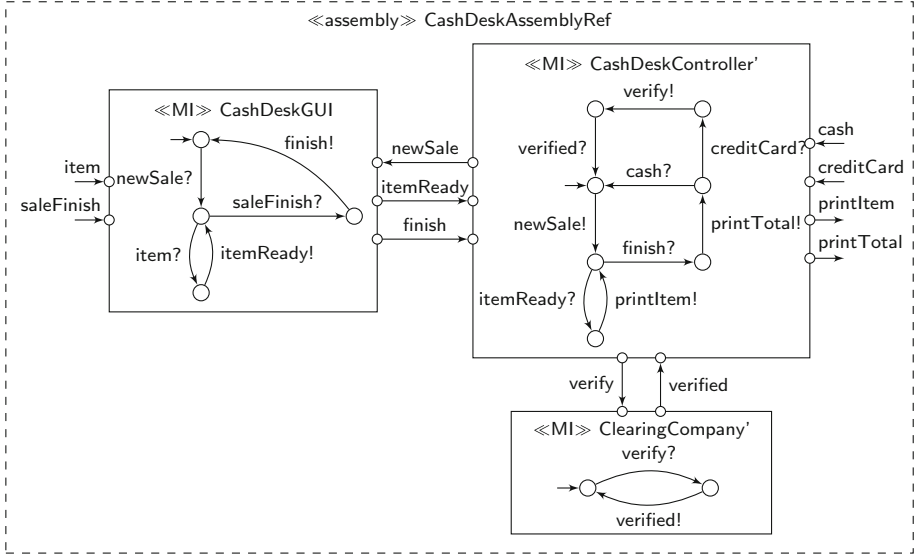 ≪assembly≫ CashDeskAssemblyRef
≪MI≫ CashDeskGUI
item
saleFinish
newSale?
finish!
saleFinish?
item?
itemReady!
newSale
itemReady
finish
≪MI≫ CashDeskController'
verify!
verified?
creditCard?
cash?
newSale!
printTotal!
finish?
itemReady?
printItem!
cash
creditCard
printItem
printTotal
verify
verified
≪MI≫ ClearingCompany'
verify?
verified!